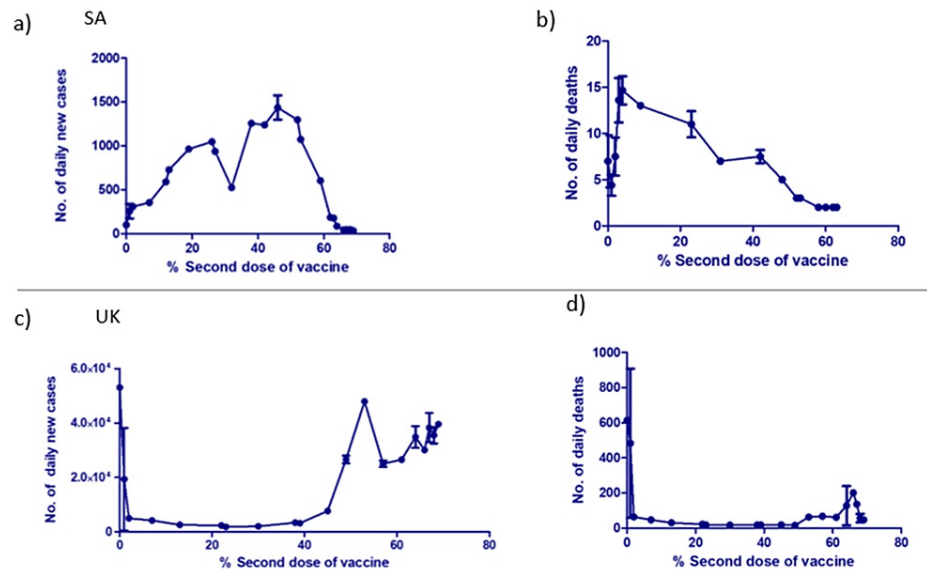 a)
SA
No. of daily new cases
2000
1500
1000
500
0
0 20 40 60 80
% Second dose of vaccine
b)
No. of daily deaths
20
15
10
5
0
0 20 40 60 80
% Second dose of vaccine
c)
UK
No. of daily new cases
6.0×10⁴
4.0×10⁴
2.0×10⁴
0
0 20 40 60 80
% Second dose of vaccine
d)
No. of daily deaths
1000
800
600
400
200
0
0 20 40 60 80
% Second dose of vaccine